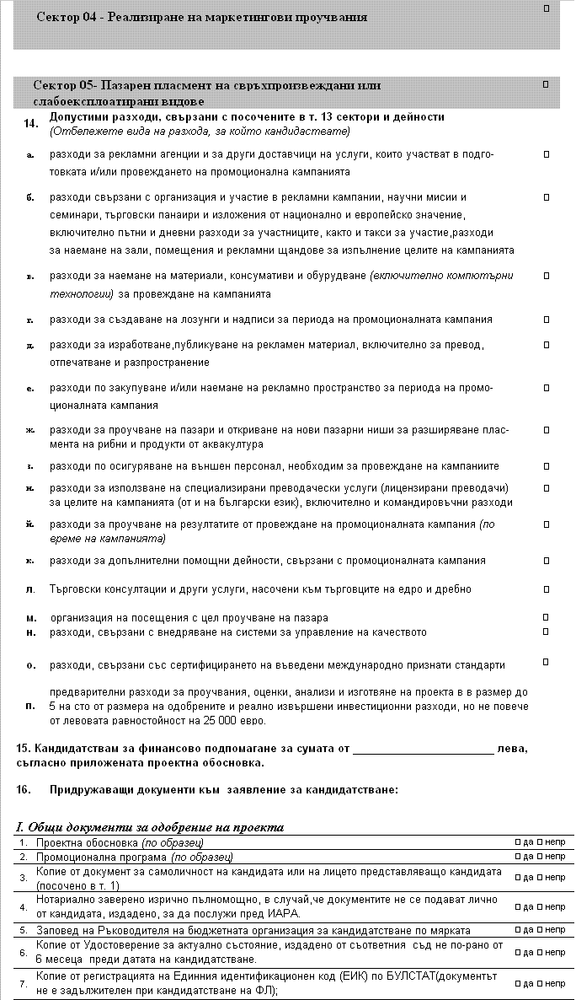 Сектор 04 - Реализиране на маркетингови проучвания □
Сектор 05- Пазарен пласмент на свръхпроизвеждани или □
слабоексплоатирани видове
14. Допустими разходи, свързани с посочените в т. 13 сектори и дейности
(Отбележете вида на разхода, за който кандидаствате)
а. разходи за рекламни агенции и за други доставчици на услуги, които участват в подго- □
товката и/или провеждането на промоционална кампанията
б. разходи свързани с организация и участие в рекламни кампании, научни мисии и □
семинари, търговски панаири и изложения от национално и европейско значение,
включително пътни и дневни разходи за участниците, както и такси за участие,разходи
за наемане на зали, помещения и рекламни щандове за изпълнение целите на кампанията
в. разходи за наемане на материали, консумативи и обурудване (включително компютърни □
технологии) за провеждане на кампанията
г. разходи за създаване на лозунги и надписи за периода на промоционалната кампания □
д. разходи за изработване,публикуване на рекламен материал, включително за превод, □
отпечатване и разпространение
е. разходи по закупуване и/или наемане на рекламно пространство за периода на промо- □
ционалната кампания
ж. разходи за проучване на пазари и откриване на нови пазарни ниши за разширяване плас- □
мента на рибни и продукти от аквакултура
з. разходи по осигуряване на външен персонал, необходим за провеждане на кампаниите □
и. разходи за използване на специализирани преводачески услуги (лицензирани преводачи) □
за целите на кампанията (от и на български език), включително и командировъчни разходи
й. разходи за проучване на резултатите от провеждане на промоционалната кампания (по □
време на кампанията)
к. разходи за допълнителни помощни дейности, свързани с промоционалната кампания □
л. Търговски консултации и други услуги, насочени към търговците на едро и дребно □
м. организация на посещения с цел проучване на пазара □
н. разходи, свързани с внедряване на системи за управление на качеството □
о. разходи, свързани със сертифицирането на въведени международно признати стандарти □
предварителни разходи за проучвания, оценки, анализи и изготвяне на проекта в в размер до
п. 5 на сто от размера на одобрените и реално извършени инвестиционни разходи, но не повече
от левовата равностойност на 25 000 евро.
15. Кандидатствам за финансово подпомагане за сумата от ________________________ лева,
съгласно приложената проектна обосновка.
16. Придружаващи документи към заявление за кандидатстване:
I. Общи документи за одобрение на проекта
1. Проектна обосновка (по образец) □ да □ непр
2. Промоционална програма (по образец) □ да □ непр
3. Копие от документ за самоличност на кандидата или на лицето представляващо кандидата □ да □ непр
(посочено в т. 1)
4. Нотариално заверено изрично пълномощно, в случай,че документите не се подават лично □ да □ непр
от кандидата, издадено, за да послужи пред ИАРА.
5. Заповед на Ръководителя на бюджетната организация за кандидатстване по мярката □ да □ непр
6. Копие от Удостоверение за актуално състояние, издадено от съответния съд не по-рано от □ да □ непр
6 месеца преди датата на кандидатстване.
7. Копие от регистрацията на Единния идентификационен код (ЕИК) по БУЛСТАТ(документът □ да □ непр
не е задължителен при кандидатстване на ФЛ);